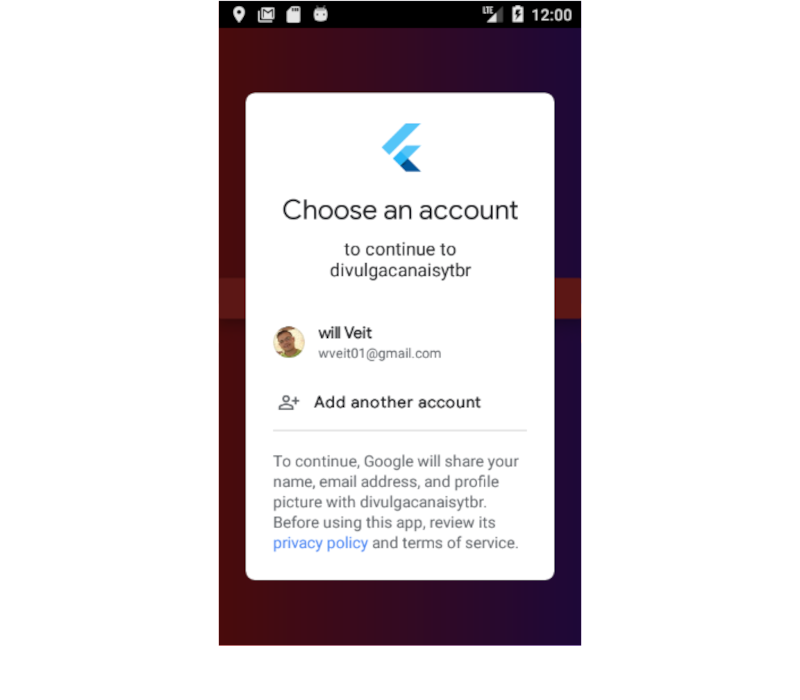 LTE 12:00
Choose an account
to continue to
divulgacanaisytbr
will Veit
wveit01@gmail.com
Add another account
To continue, Google will share your
name, email address, and profile
picture with divulgacanaisytbr.
Before using this app, review its
privacy policy and terms of service.